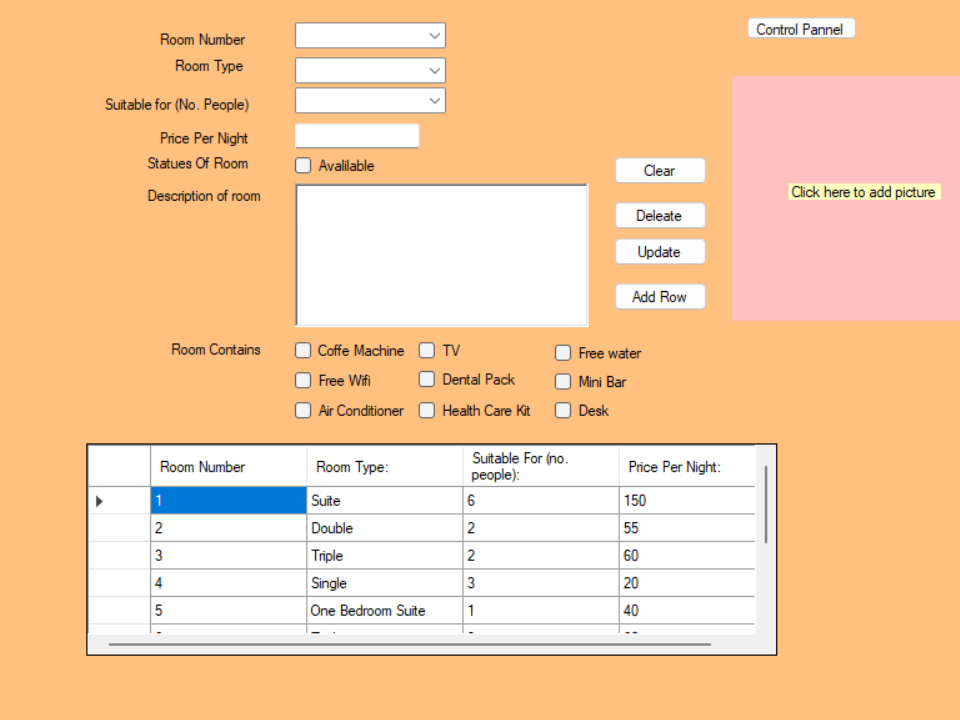 Control Pannel
Room Number
Room Type
Suitable for (No. People)
Price Per Night
Statues Of Room
Avalilable
Description of room
Clear
Deleate
Update
Add Row
Click here to add picture
Room Contains
Coffe Machine
TV
Free water
Free Wifi
Dental Pack
Mini Bar
Air Conditioner
Health Care Kit
Desk
Room Number Room Type: Suitable For (no. people): Price Per Night:
1 Suite 6 150
2 Double 2 55
3 Triple 2 60
4 Single 3 20
5 One Bedroom Suite 1 40